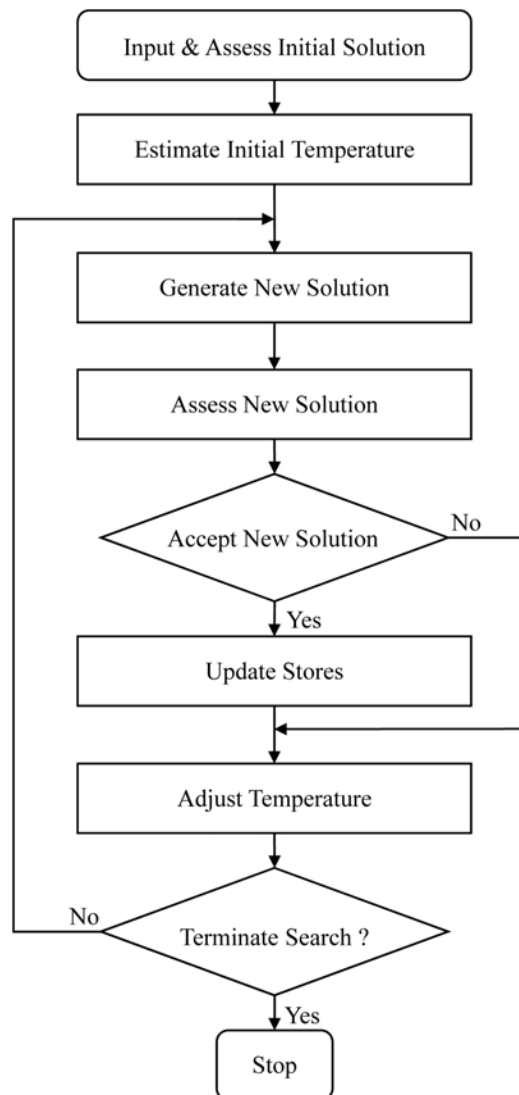 Input & Assess Initial Solution
Estimate Initial Temperature
Generate New Solution
Assess New Solution
Accept New Solution
No
Yes
Update Stores
Adjust Temperature
No
Terminate Search ?
Yes
Stop